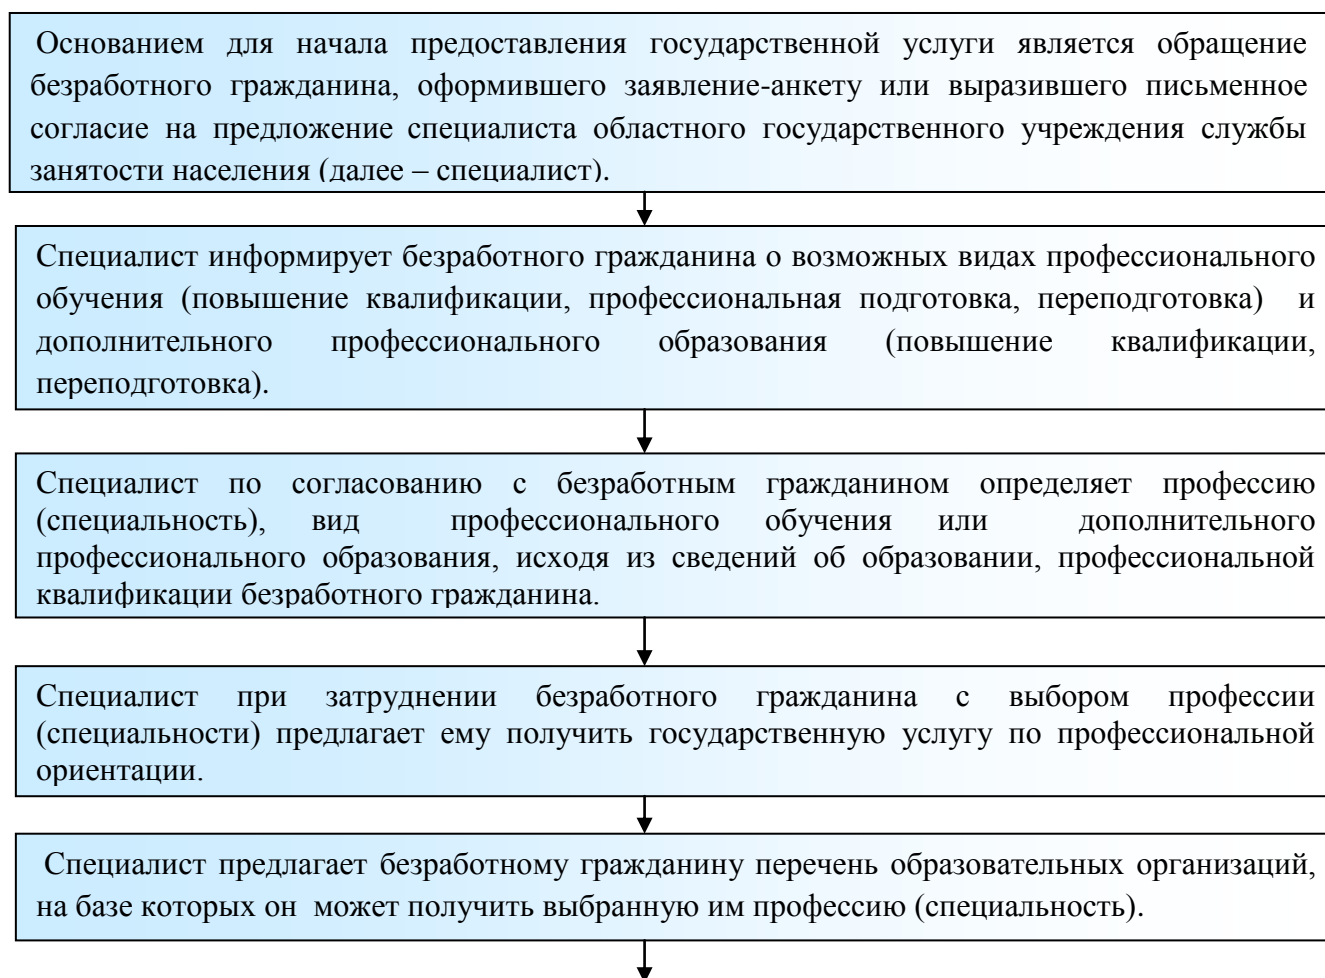 Основанием для начала предоставления государственной услуги является обращение
безработного гражданина, оформившего заявление-анкету или выразившего письменное
согласие на предложение специалиста областного государственного учреждения службы
занятости населения (далее – специалист).
Специалист информирует безработного гражданина о возможных видах профессионального
обучения (повышение квалификации, профессиональная подготовка, переподготовка) и
дополнительного профессионального образования (повышение квалификации,
переподготовка).
Специалист по согласованию с безработным гражданином определяет профессию
(специальность), вид профессионального обучения или дополнительного
профессионального образования, исходя из сведений об образовании, профессиональной
квалификации безработного гражданина.
Специалист при затруднении безработного гражданина с выбором профессии
(специальности) предлагает ему получить государственную услугу по профессиональной
ориентации.
Специалист предлагает безработному гражданину перечень образовательных организаций,
на базе которых он может получить выбранную им профессию (специальность).